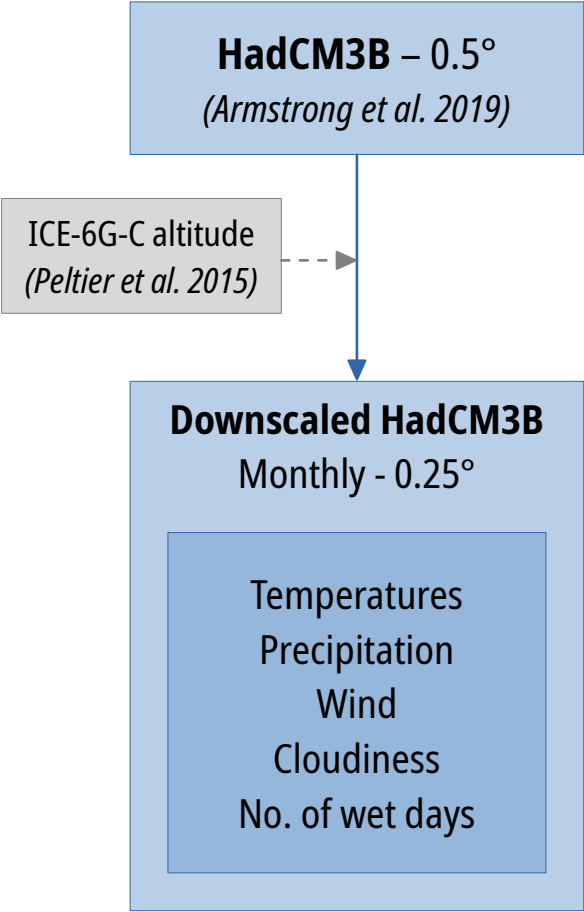 HadCM3B – 0.5°
(Armstrong et al. 2019)
ICE-6G-C altitude
(Peltier et al. 2015)
Downscaled HadCM3B
Monthly - 0.25°
Temperatures
Precipitation
Wind
Cloudiness
No. of wet days